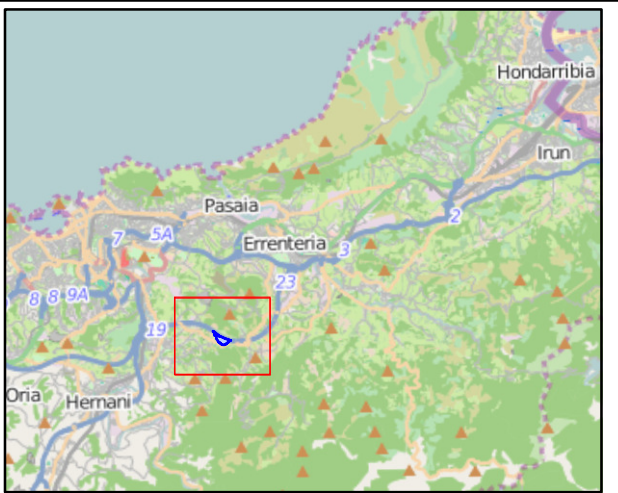 Hondarribia
Irun
Pasaia
2
7 5A
Errenteria
3
23
8 8 9A
19
Oria
Hernani